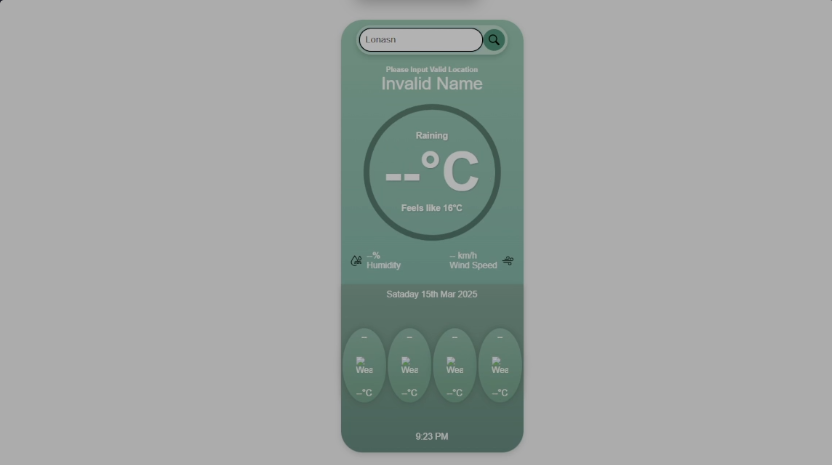 Lonasn
Please Input Valid Location
Invalid Name
Raining
--°C
Feels like 16°C
--%
Humidity
-- km/h
Wind Speed
Sataday 15th Mar 2025
-- -- -- --
Wea Wea Wea Wea
--°C --°C --°C --°C
9:23 PM